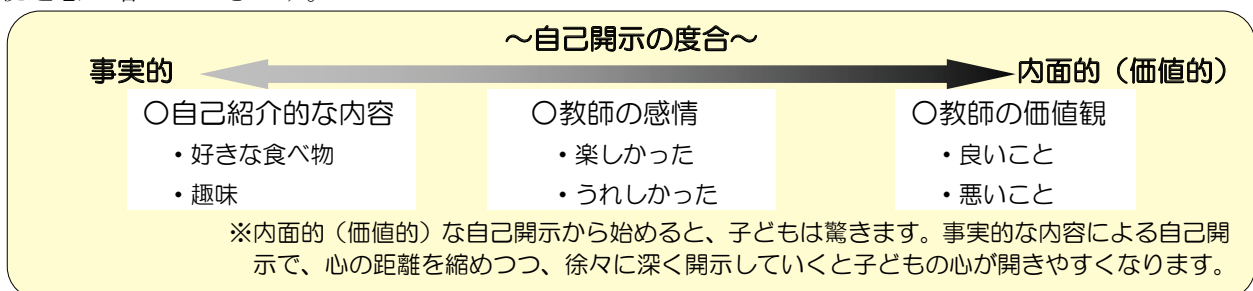 ～自己開示の度合～
事実的 内面的（価値的）
○自己紹介的な内容 ○教師の感情 ○教師の価値観
・好きな食べ物 ・楽しかった ・良いこと
・趣味 ・うれしかった ・悪いこと
※内面的（価値的）な自己開示から始めると、子どもは驚きます。事実的な内容による自己開
示で、心の距離を縮めつつ、徐々に深く開示していくと子どもの心が開きやすくなります。